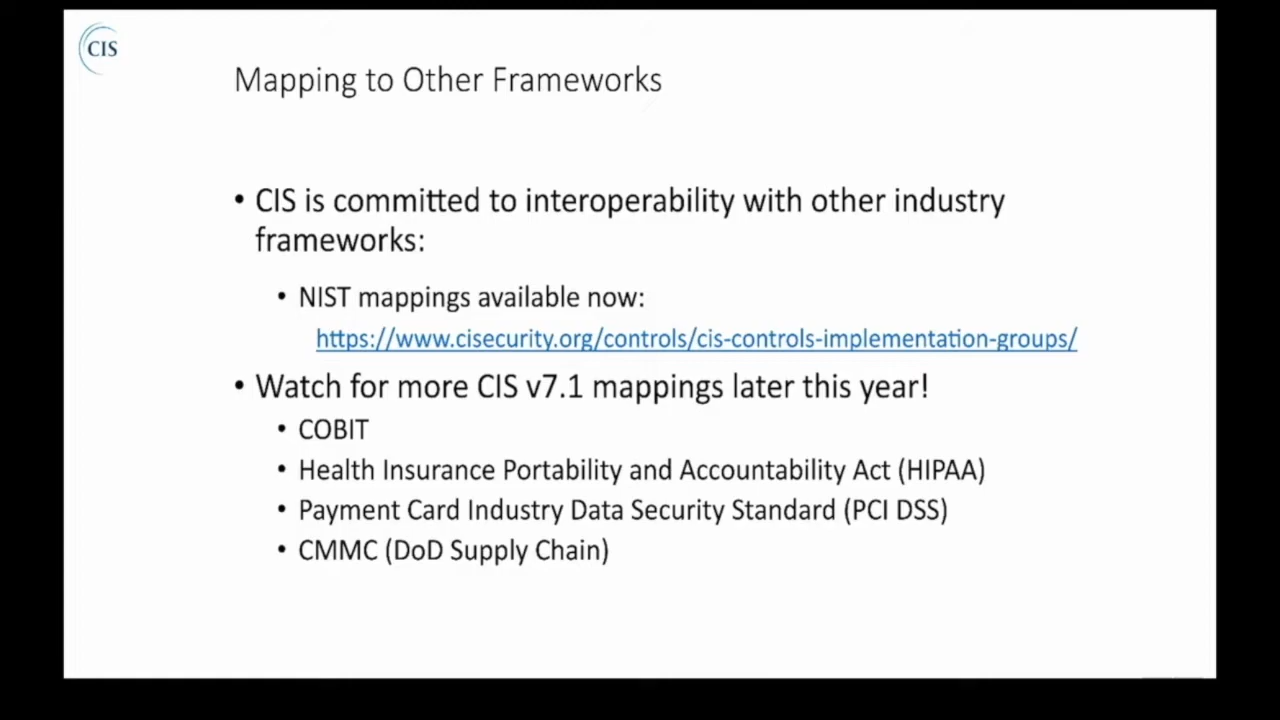 CIS
Mapping to Other Frameworks
• CIS is committed to interoperability with other industry
frameworks:
• NIST mappings available now:
https://www.cisecurity.org/controls/cis-controls-implementation-groups/
• Watch for more CIS v7.1 mappings later this year!
• COBIT
• Health Insurance Portability and Accountability Act (HIPAA)
• Payment Card Industry Data Security Standard (PCI DSS)
• CMMC (DoD Supply Chain)